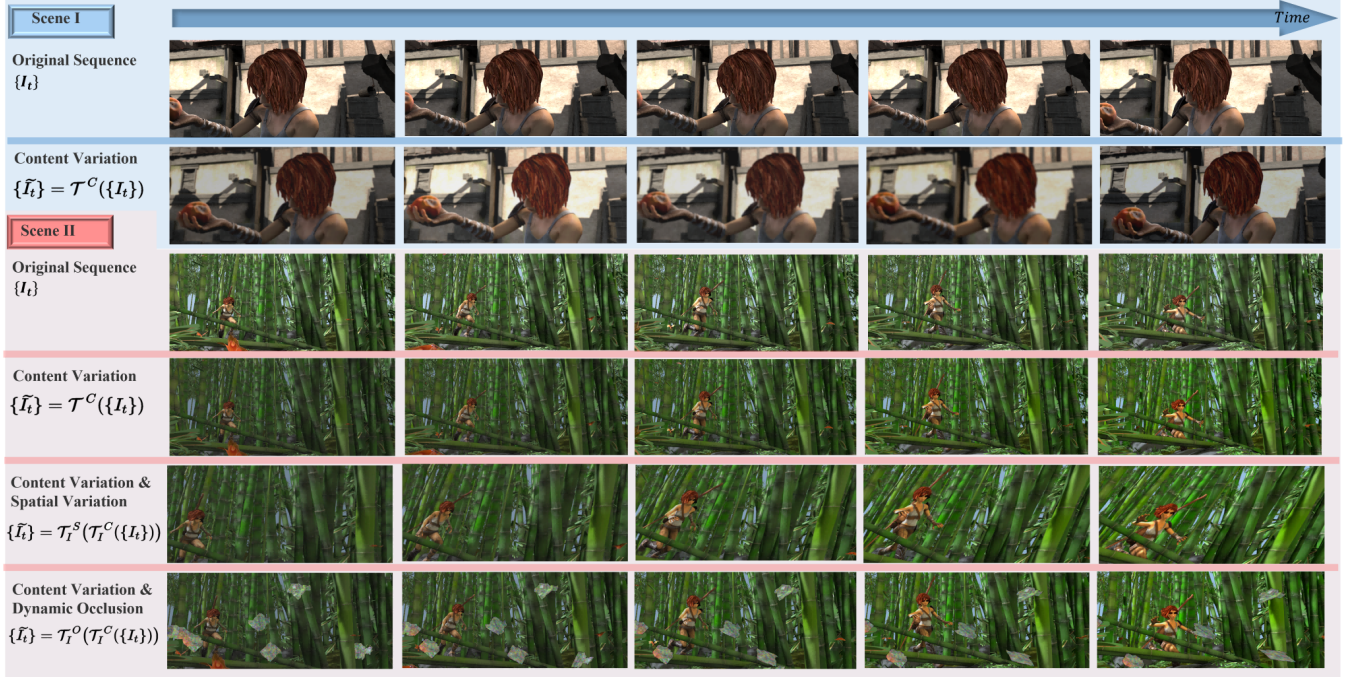 Scene I
Time
Original Sequence
{I_t}
Content Variation
{Ĩ_t} = 𝒯^C({I_t})
Scene II
Original Sequence
{I_t}
Content Variation
{Ĩ_t} = 𝒯^C({I_t})
Content Variation &
Spatial Variation
{Ĩ_t} = 𝒯_I^S(𝒯_I^C({I_t}))
Content Variation &
Dynamic Occlusion
{Ĩ_t} = 𝒯_I^O(𝒯_I^C({I_t}))